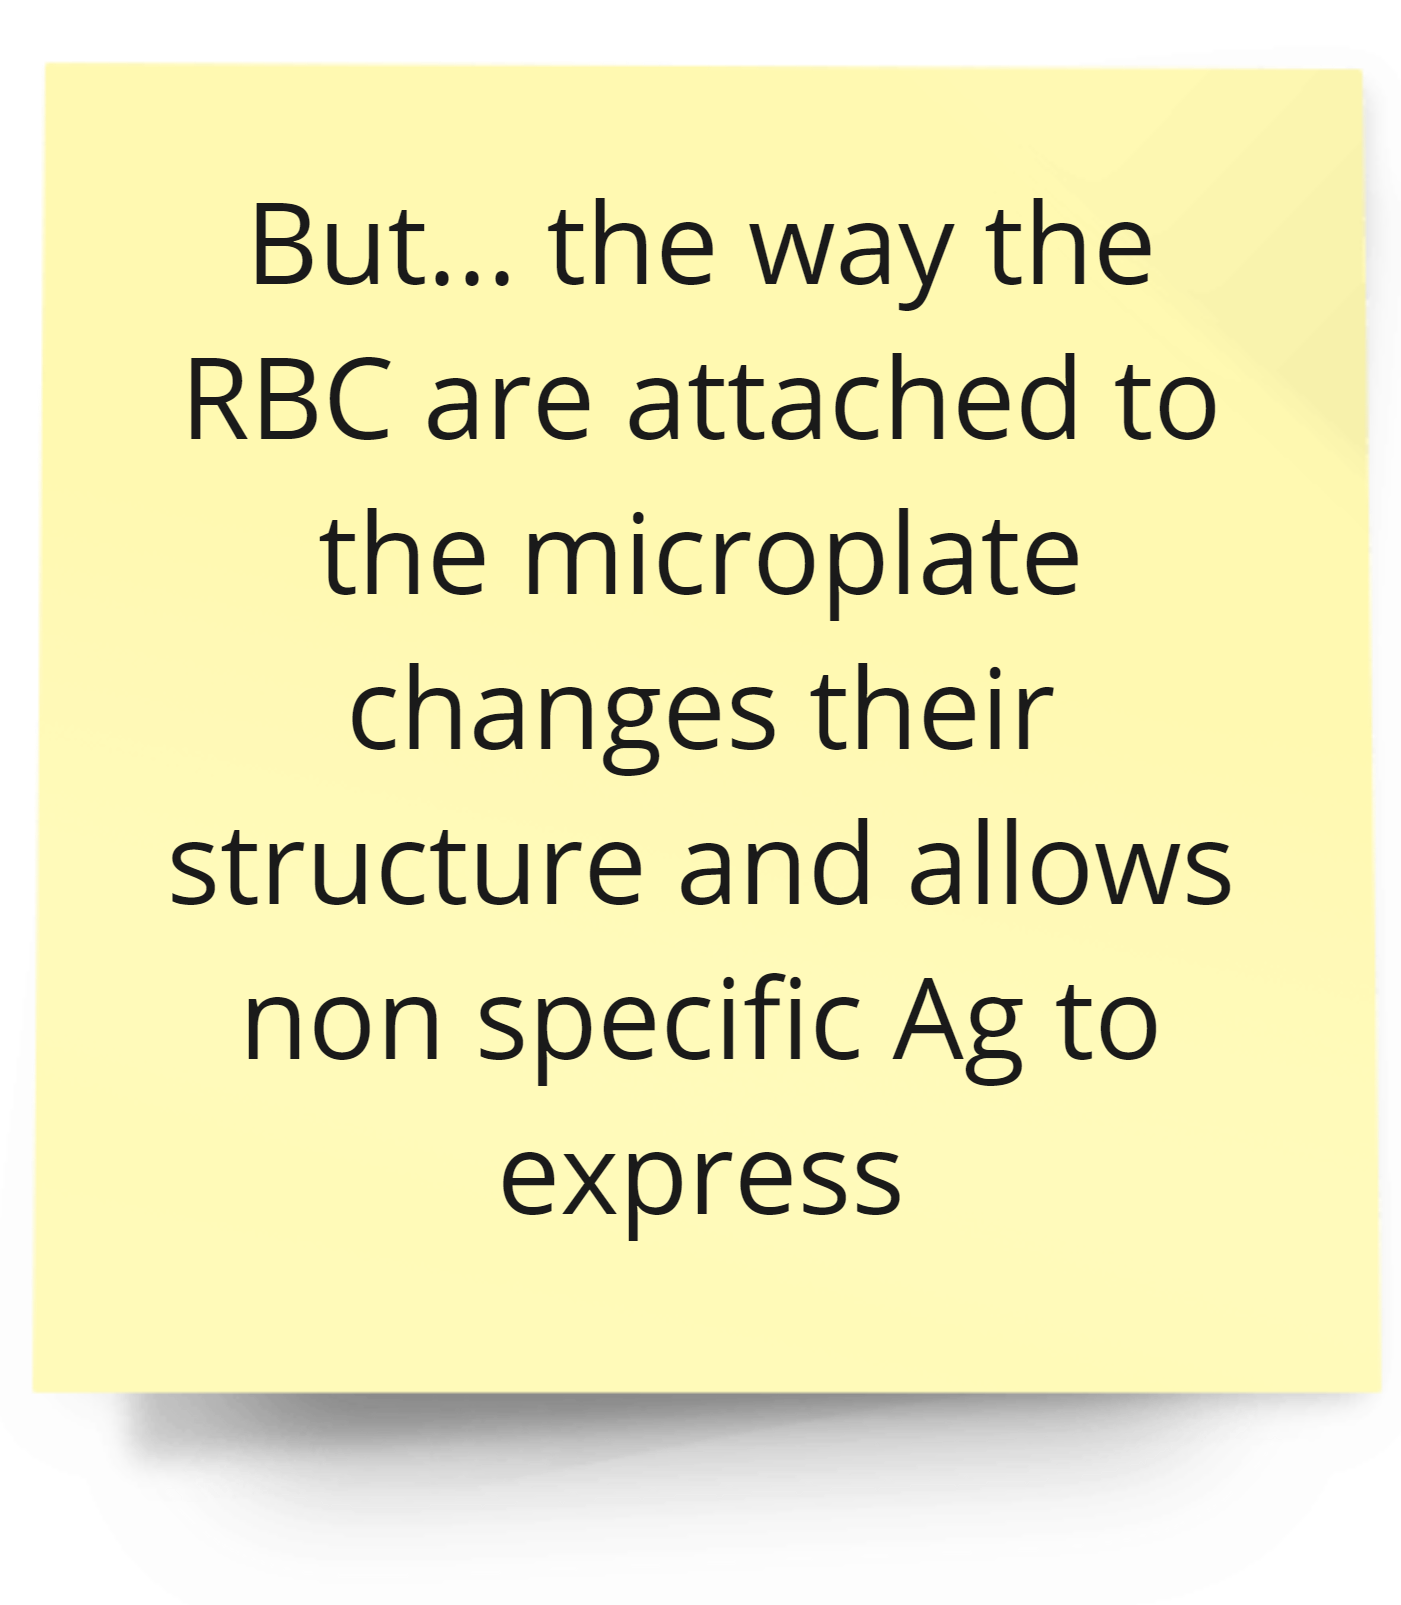 But... the way the
RBC are attached to
the microplate
changes their
structure and allows
non specific Ag to
express